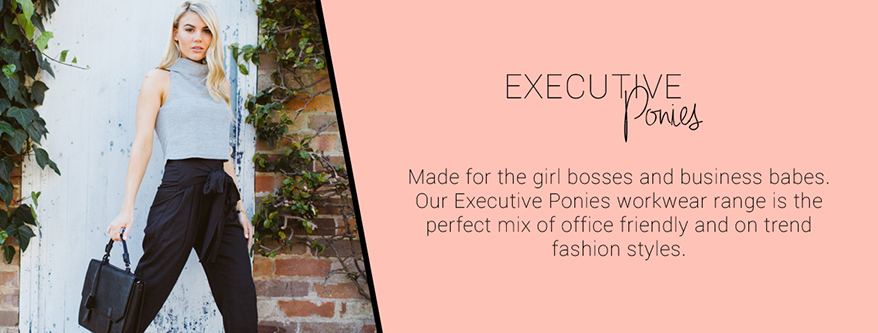 EXECUTIVE
Ponies
Made for the girl bosses and business babes.
Our Executive Ponies workwear range is the
perfect mix of office friendly and on trend
fashion styles.